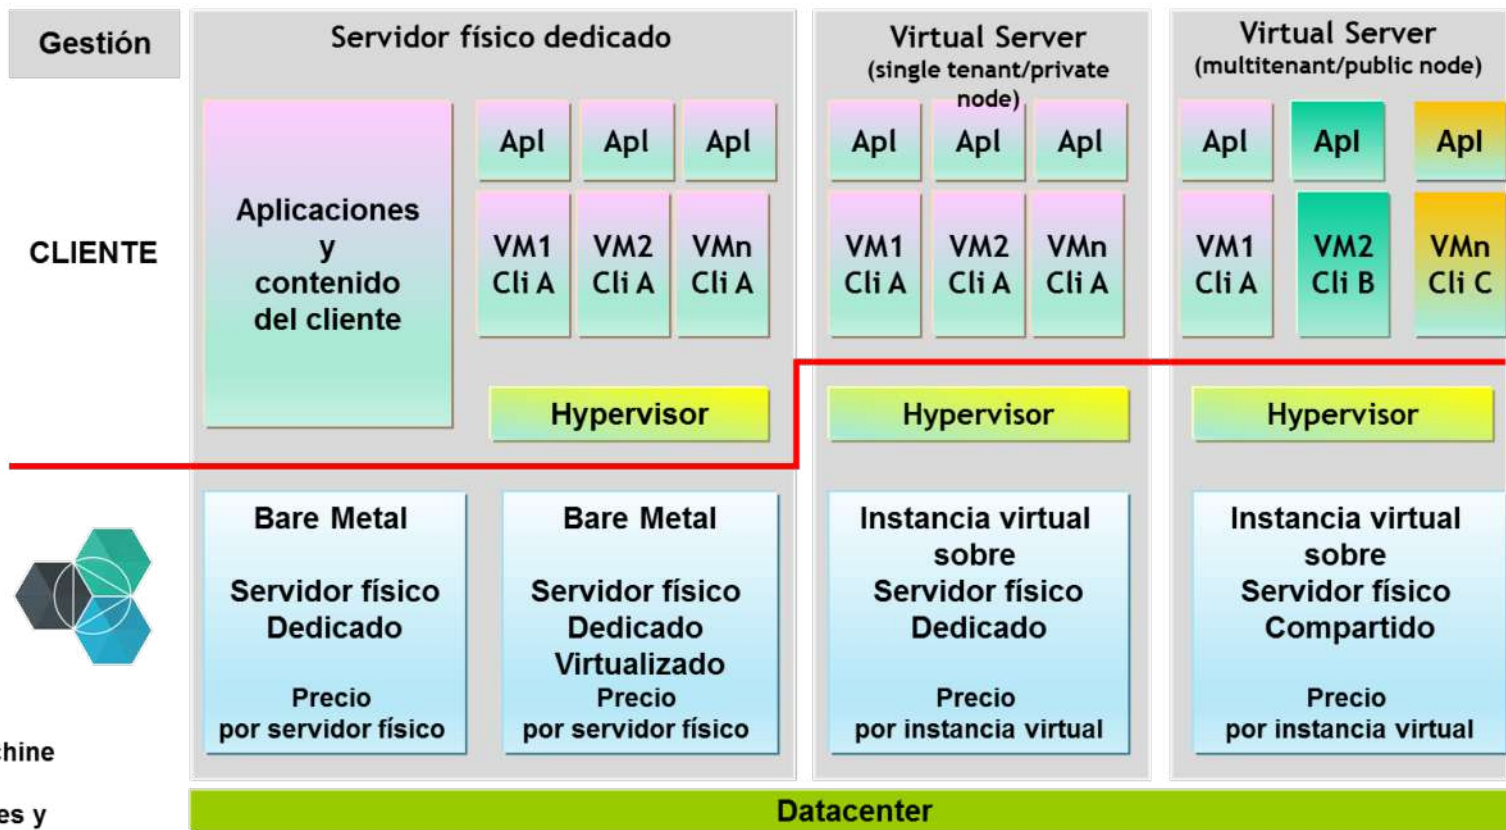 Gestión
Servidor físico dedicado
Virtual Server
(single tenant/private
node)
Virtual Server
(multitenant/public node)
CLIENTE
Aplicaciones
y
contenido
del cliente
Apl
Apl
Apl
VM1
Cli A
VM2
Cli A
VMn
Cli A
Hypervisor
Apl
Apl
Apl
VM1
Cli A
VM2
Cli A
VMn
Cli A
Hypervisor
Apl
Apl
Apl
VM1
Cli A
VM2
Cli B
VMn
Cli C
Hypervisor
Bare Metal
Servidor físico
Dedicado
Precio
por servidor físico
Bare Metal
Servidor físico
Dedicado
Virtualizado
Precio
por servidor físico
Instancia virtual
sobre
Servidor físico
Dedicado
Precio
por instancia virtual
Instancia virtual
sobre
Servidor físico
Compartido
Precio
por instancia virtual
chine
es y
Datacenter